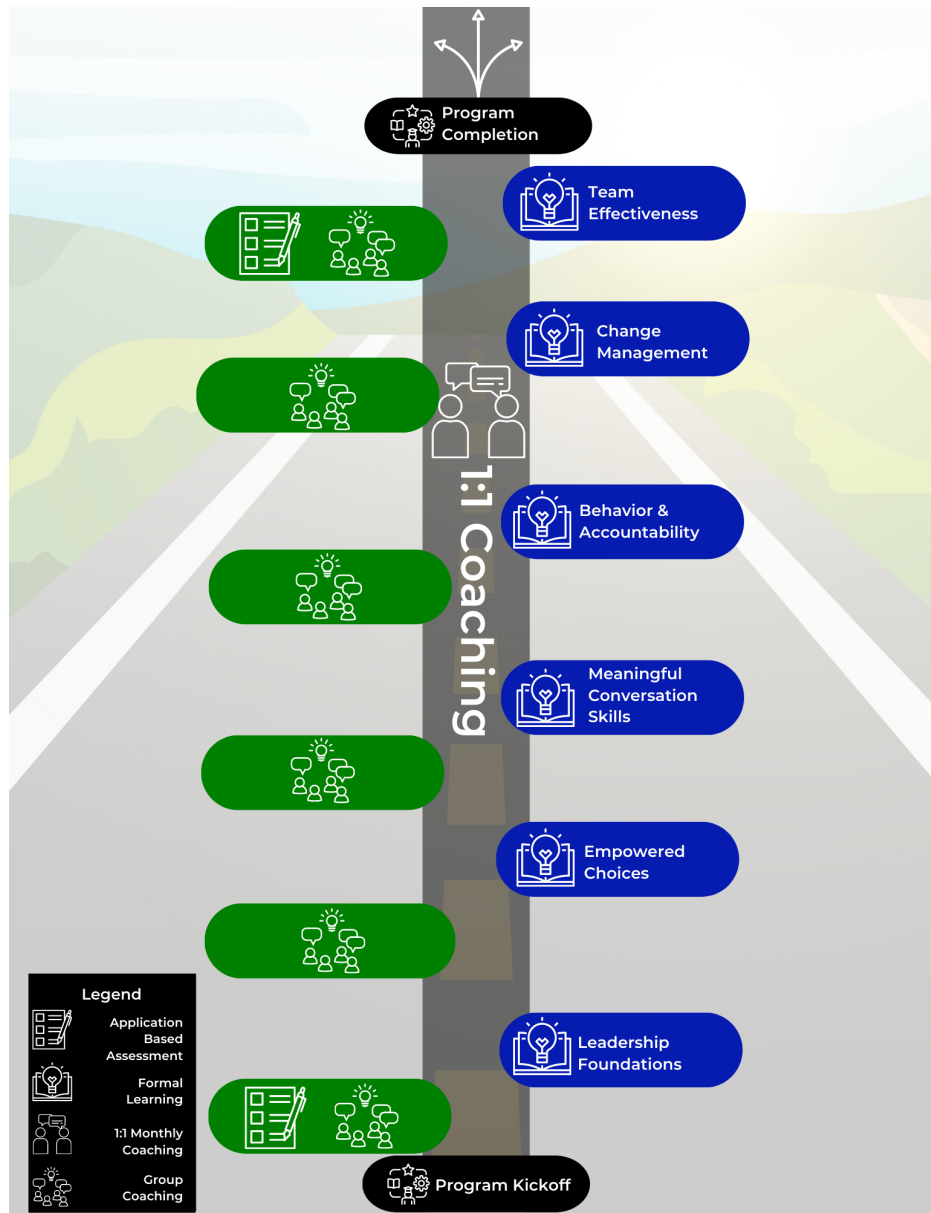 Program
Completion
Team
Effectiveness
Change
Management
1:1 Coaching
Behavior &
Accountability
Meaningful
Conversation
Skills
Empowered
Choices
Leadership
Foundations
Program Kickoff
Legend
Application
Based
Assessment
Formal
Learning
1:1 Monthly
Coaching
Group
Coaching